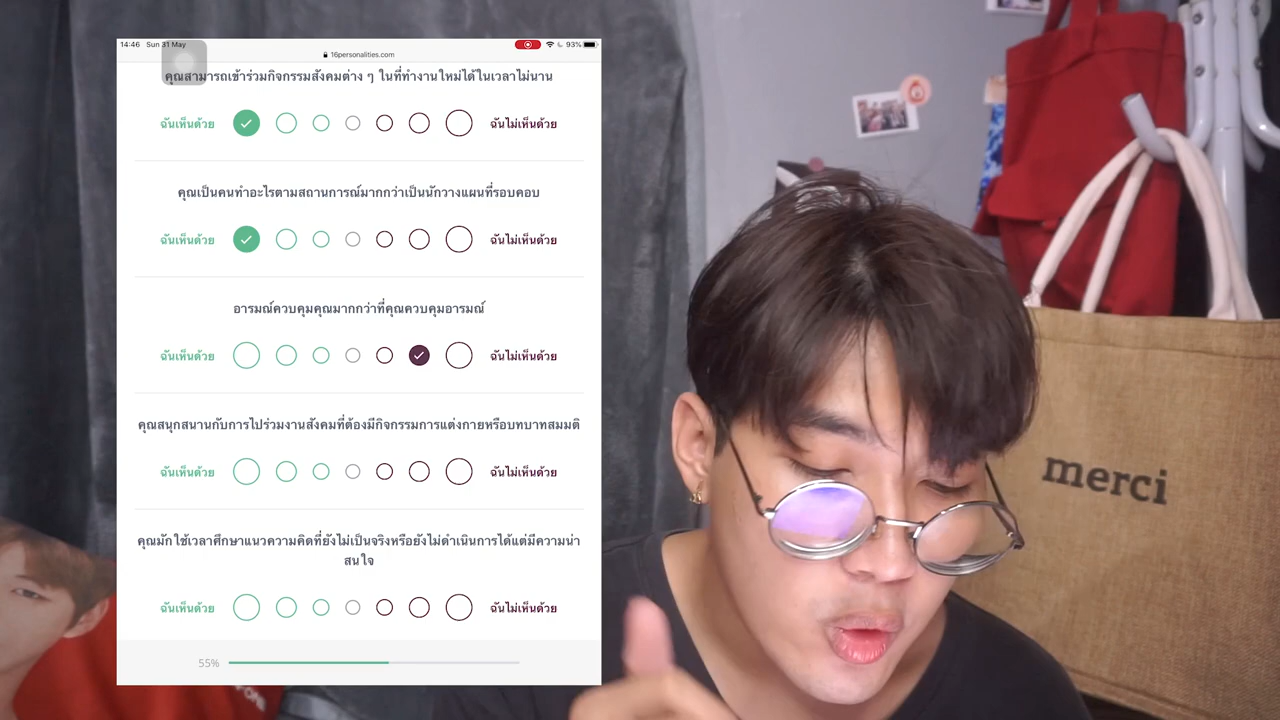 14:46 Sun 31 May
93%
16personalities.com
คุณสามารถเข้าร่วมกิจกรรมสังคมต่าง ๆ ในที่ทำงานใหม่ได้ในเวลาไม่นาน
ฉันเห็นด้วย ฉันไม่เห็นด้วย
คุณเป็นคนทำอะไรตามสถานการณ์มากกว่าเป็นนักวางแผนที่รอบคอบ
ฉันเห็นด้วย ฉันไม่เห็นด้วย
อารมณ์ควบคุมคุณมากกว่าที่คุณควบคุมอารมณ์
ฉันเห็นด้วย ฉันไม่เห็นด้วย
คุณสนุกสนานกับการไปร่วมงานสังคมที่ต้องมีกิจกรรมการแต่งกายหรือบทบาทสมมติ
ฉันเห็นด้วย ฉันไม่เห็นด้วย
คุณมักใช้เวลาศึกษาแนวความคิดที่ยังไม่เป็นจริงหรือยังไม่ดำเนินการได้แต่มีความน่า
สนใจ
ฉันเห็นด้วย ฉันไม่เห็นด้วย
55%
merci